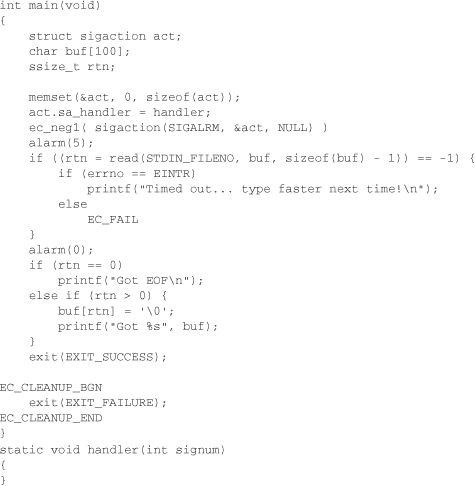 int main(void)
{
    struct sigaction act;
    char buf[100];
    ssize_t rtn;

    memset(&act, 0, sizeof(act));
    act.sa_handler = handler;
    ec_neg1( sigaction(SIGALRM, &act, NULL) )
    alarm(5);
    if ((rtn = read(STDIN_FILENO, buf, sizeof(buf) - 1)) == -1) {
        if (errno == EINTR)
            printf("Timed out... type faster next time!\n");
        else
            EC_FAIL
    }
    alarm(0);
    if (rtn == 0)
        printf("Got EOF\n");
    else if (rtn > 0) {
        buf[rtn] = '\0';
        printf("Got %s", buf);
    }
    exit(EXIT_SUCCESS);

EC_CLEANUP_BGN
    exit(EXIT_FAILURE);
EC_CLEANUP_END
}
static void handler(int signum)
{
}